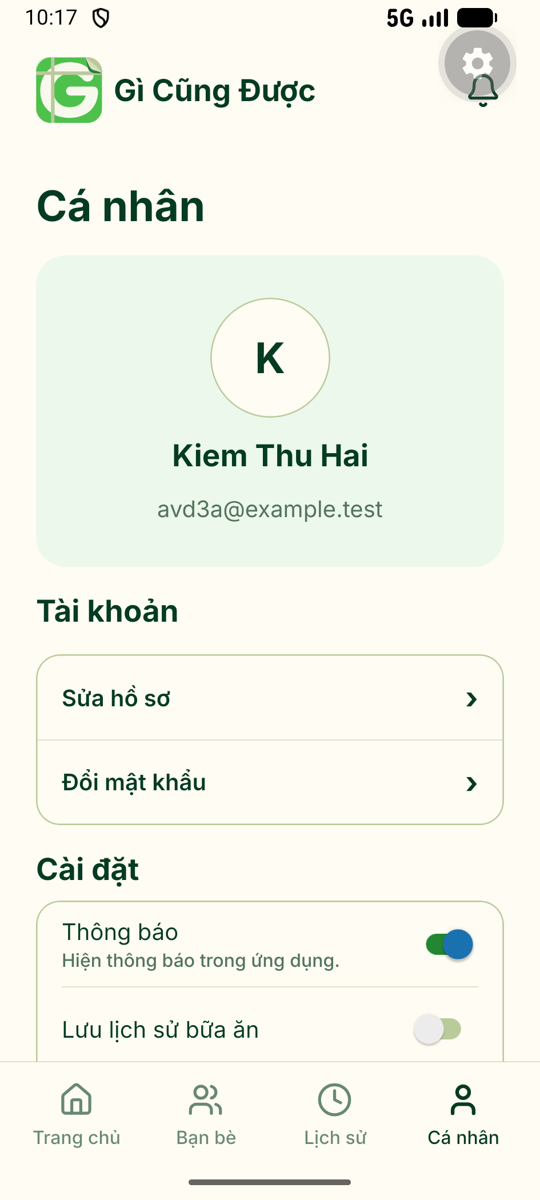 10:17
5G
Gì Cũng Được
Cá nhân
K
Kiem Thu Hai
avd3a@example.test
Tài khoản
Sửa hồ sơ
Đổi mật khẩu
Cài đặt
Thông báo
Hiện thông báo trong ứng dụng.
Lưu lịch sử bữa ăn
Trang chủ
Bạn bè
Lịch sử
Cá nhân